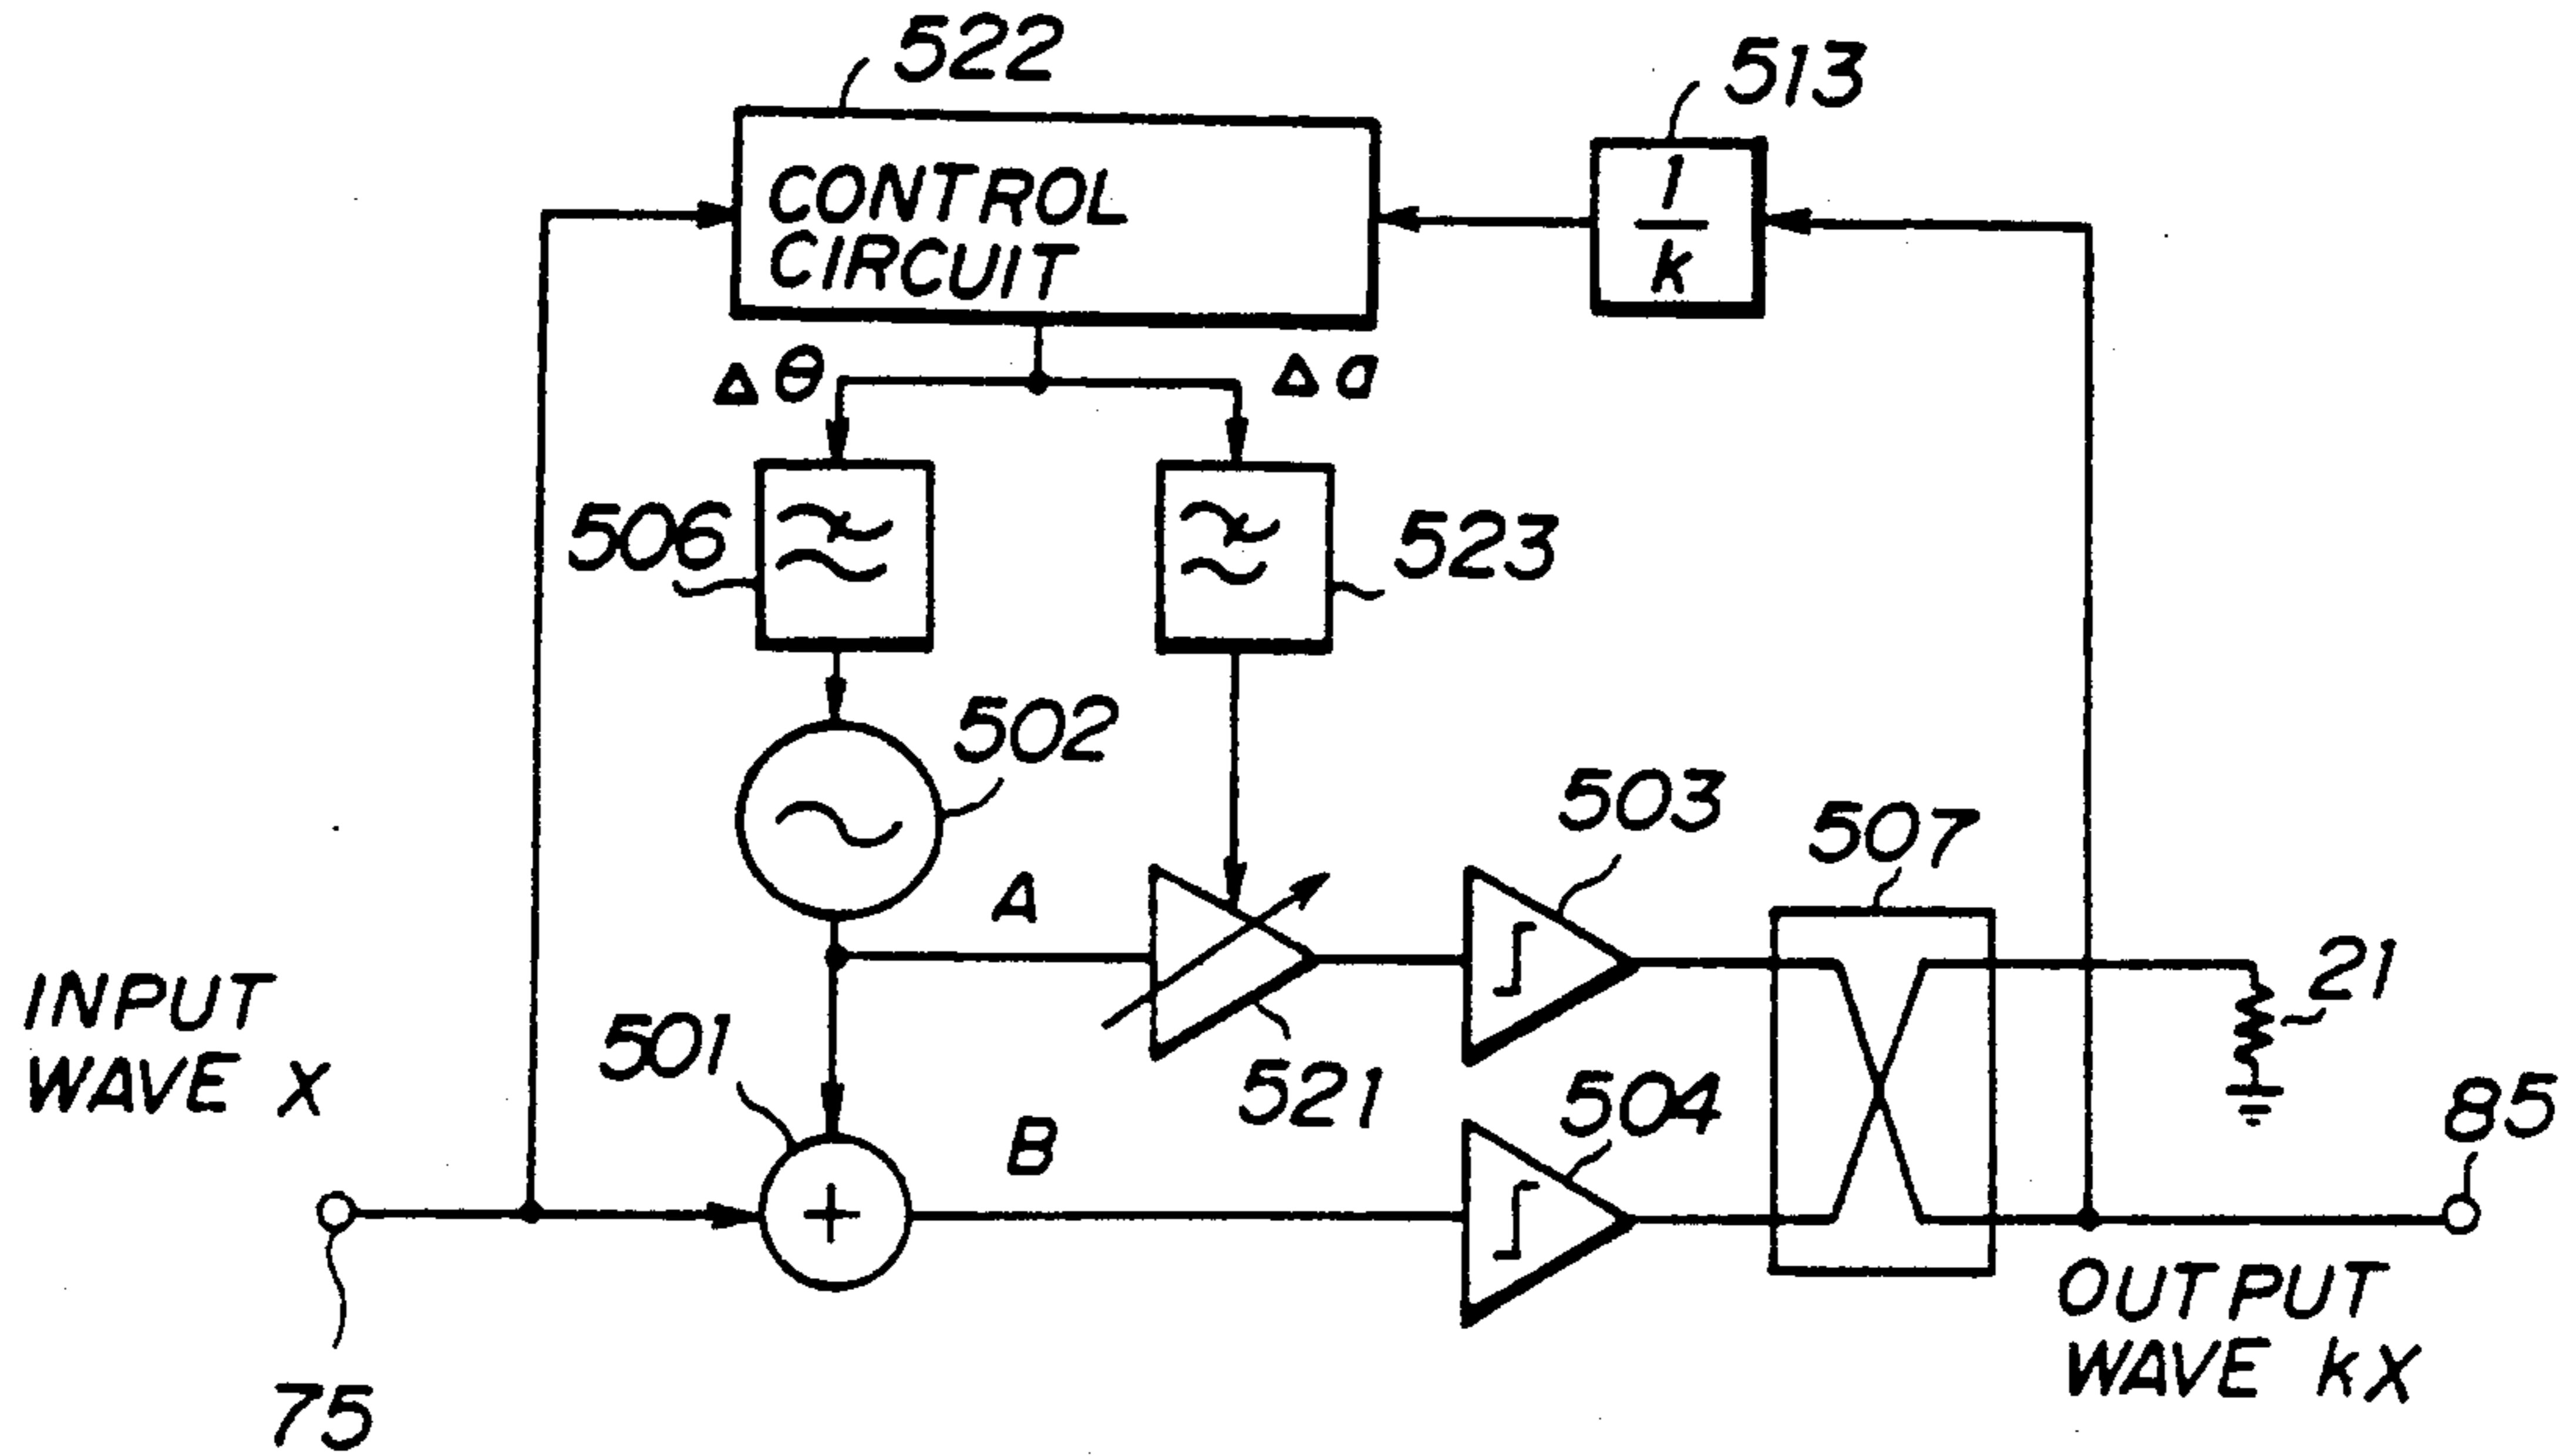 522
513
CONTROL
CIRCUIT
1
k
Δθ
Δa
506
523
502
503
507
A
INPUT
WAVE X
501
521
21
B
504
85
OUTPUT
WAVE kX
75